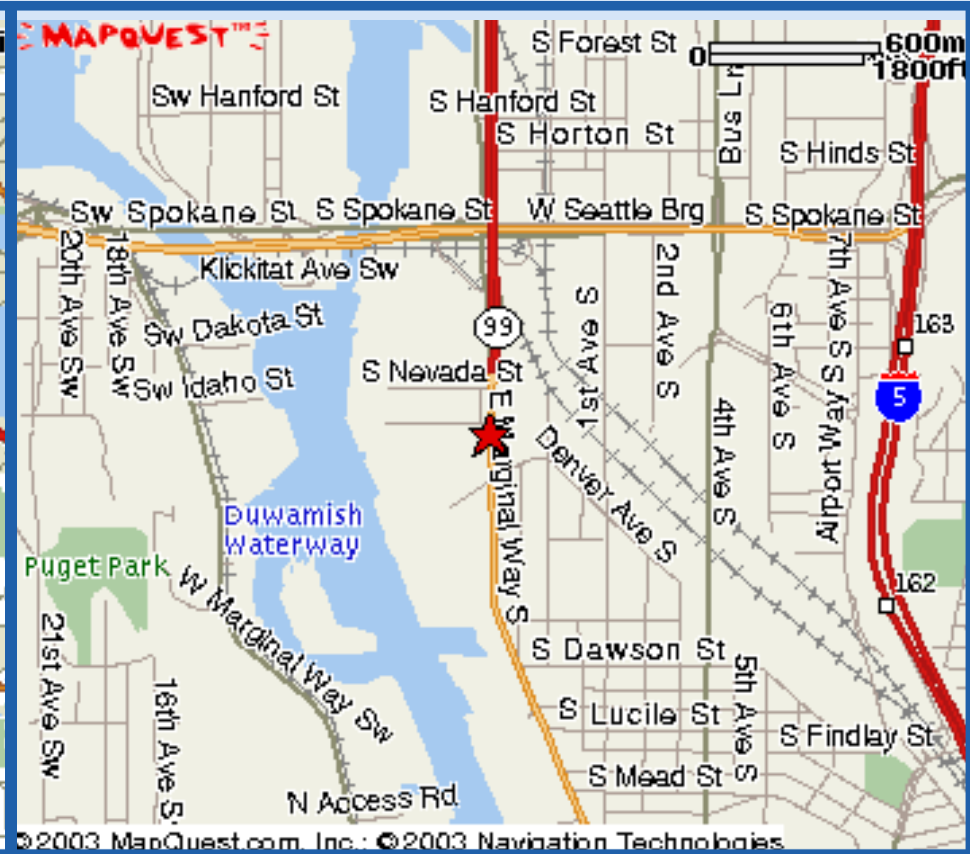 MAPQUEST™
S Forest St
0
600m
1800ft
Sw Hanford St
S Hanford St
Bus Ln
S Horton St
S Hinds St
Sw Spokane St
S Spokane St
W Seattle Brg
S Spokane St
20th Ave Sw
18th Ave Sw
Klickitat Ave Sw
2nd Ave S
7th Ave S
1st Ave S
6th Ave S
Sw Dakota St
99
163
S Nevada St
Sw Idaho St
5
E Marginal Way S
4th Ave S
Airport Way S
Denver Ave S
Duwamish
Waterway
Puget Park
W Marginal Way Sw
162
21st Ave Sw
S Dawson St
5th Ave S
16th Ave S
S Lucile St
S Findlay St
S Mead St
N Access Rd
©2003 MapQuest.com, Inc.; ©2003 Navigation Technologies